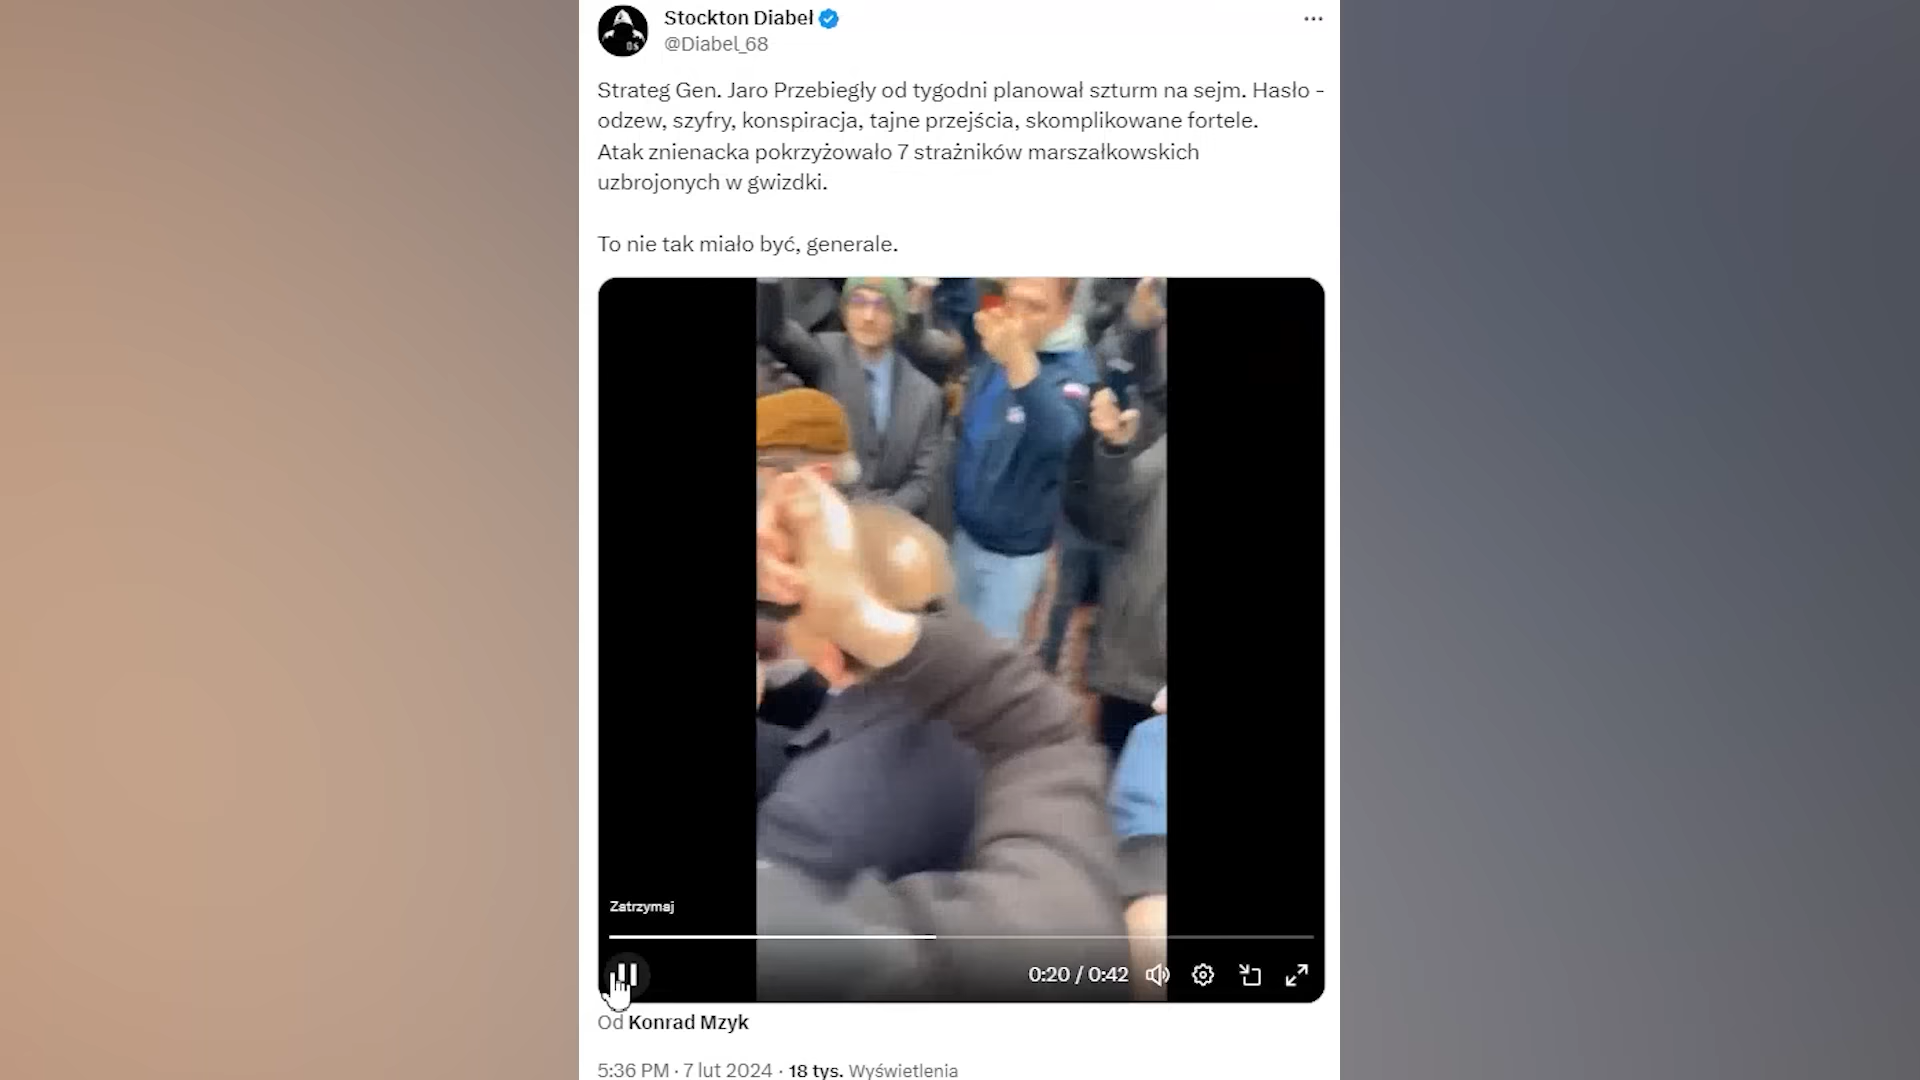 Stockton Diabeł
@Diabel_68
Strateg Gen. Jaro Przebiegły od tygodni planował szturm na sejm. Hasło -
odzew, szyfry, konspiracja, tajne przejścia, skomplikowane fortele.
Atak znienacka pokrzyżowało 7 strażników marszałkowskich
uzbrojonych w gwizdki.
To nie tak miało być, generale.
Zatrzymaj
0:20 / 0:42
Od Konrad Mzyk
5:36 PM · 7 lut 2024 · 18 tys. Wyświetlenia